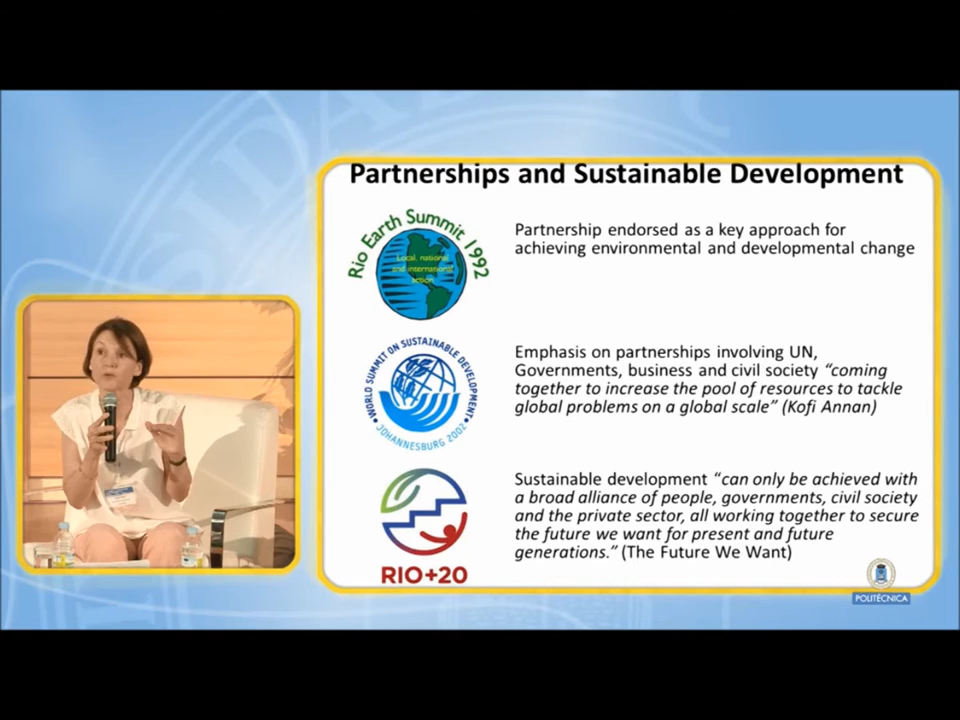 Partnerships and Sustainable Development
Rio Earth Summit 1992
Local, national
and international
action
Partnership endorsed as a key approach for
achieving environmental and developmental change
WORLD SUMMIT ON SUSTAINABLE DEVELOPMENT
JOHANNESBURG 2002
Emphasis on partnerships involving UN,
Governments, business and civil society “coming
together to increase the pool of resources to tackle
global problems on a global scale” (Kofi Annan)
RIO+20
Sustainable development “can only be achieved with
a broad alliance of people, governments, civil society
and the private sector, all working together to secure
the future we want for present and future
generations.” (The Future We Want)
POLITÉCNICA